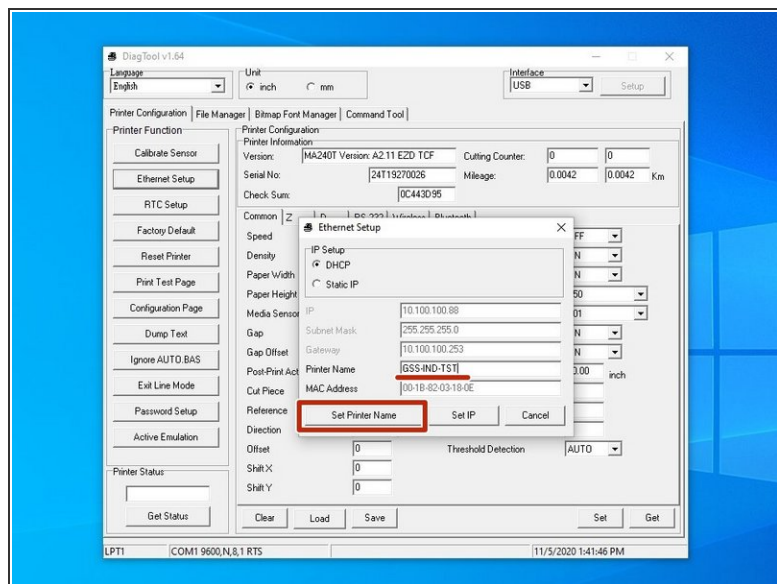 DiagTool v1.64
Language
English
Unit
inch mm
Interface
USB Setup
Printer Configuration File Manager Bitmap Font Manager Command Tool
Printer Function
Calibrate Sensor
Ethernet Setup
RTC Setup
Factory Default
Reset Printer
Print Test Page
Configuration Page
Dump Text
Ignore AUTO.BAS
Exit Line Mode
Password Setup
Active Emulation
Printer Status
Get Status
Printer Configuration
Printer Information
Version: MA240T Version: A2.11 EZD TCF Cutting Counter: 0 0
Serial No: 24T19270026 Mileage: 0.0042 0.0042 Km
Check Sum: 0C443D95
Common Z D RS-232 Wireless Bluetooth
Speed FF
Density N
Paper Width N
Paper Height 50
Media Sensor 01
Gap N
Gap Offset N
Post-Print Act 0.00 inch
Cut Piece
Reference
Direction
Offset 0 Threshold Detection AUTO
Shift X 0
Shift Y 0
Clear Load Save Set Get
Ethernet Setup
IP Setup
DHCP
Static IP
IP 10.100.100.88
Subnet Mask 255.255.255.0
Gateway 10.100.100.253
Printer Name GSS-IND-TST
MAC Address 00-1B-82-03-18-0E
Set Printer Name Set IP Cancel
LPT1 COM1 9600,N,8,1 RTS 11/5/2020 1:41:46 PM